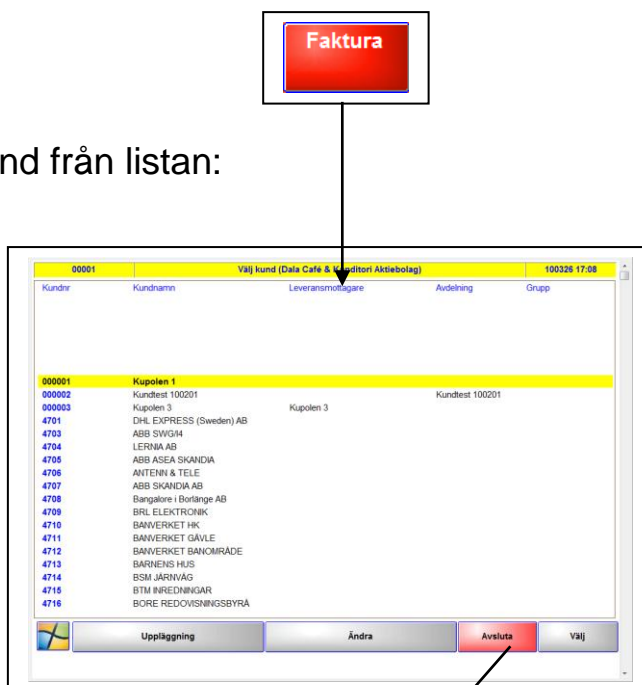 Faktura
nd från listan:
00001 Välj kund (Dala Café & Konditori Aktiebolag) 100326 17:08
Kundnr Kundnamn Leveransmottagare Avdelning Grupp
000001 Kupolen 1
000002 Kundtest 100201 Kundtest 100201
000003 Kupolen 3 Kupolen 3
4701 DHL EXPRESS (Sweden) AB
4703 ABB SWG/I4
4704 LERNIA AB
4705 ABB ASEA SKANDIA
4706 ANTENN & TELE
4707 ABB SKANDIA AB
4708 Bangalore i Borlänge AB
4709 BRL ELEKTRONIK
4710 BANVERKET HK
4711 BANVERKET GÄVLE
4712 BANVERKET BANOMRÅDE
4713 BARNENS HUS
4714 BSM JÄRNVÄG
4715 BTM INREDNINGAR
4716 BORE REDOVISNINGSBYRÅ
Uppläggning Ändra Avsluta Välj